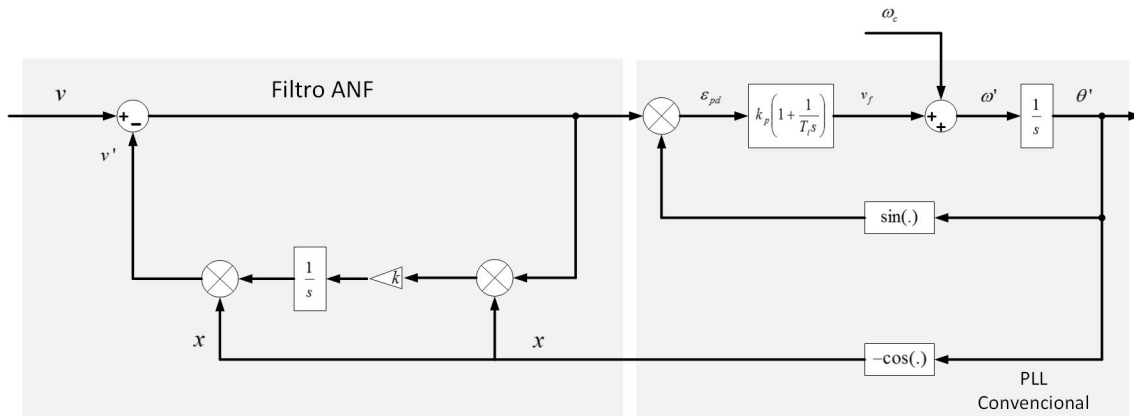 ω_c
Filtro ANF
v
+
-
v'
ε_pd
k_p(1 + 1/(T_i s))
v_f
+
+
ω'
1/s
θ'
sin(.)
1/s
k
x
x
-cos(.)
PLL
Convencional